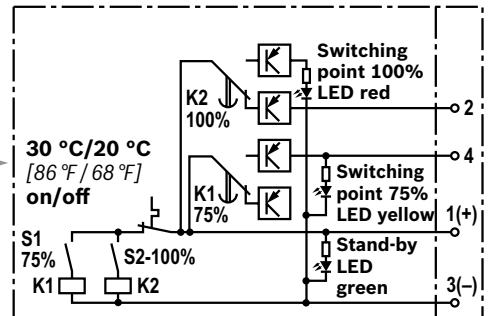 Switching
point 100%
LED red
K2
100%
2
30 °C/20 °C
[86 °F / 68 °F]
on/off
4
Switching
point 75%
LED yellow
K1
75%
1(+)
S1
75%
S2-100%
Stand-by
LED
green
K1
K2
3(–)